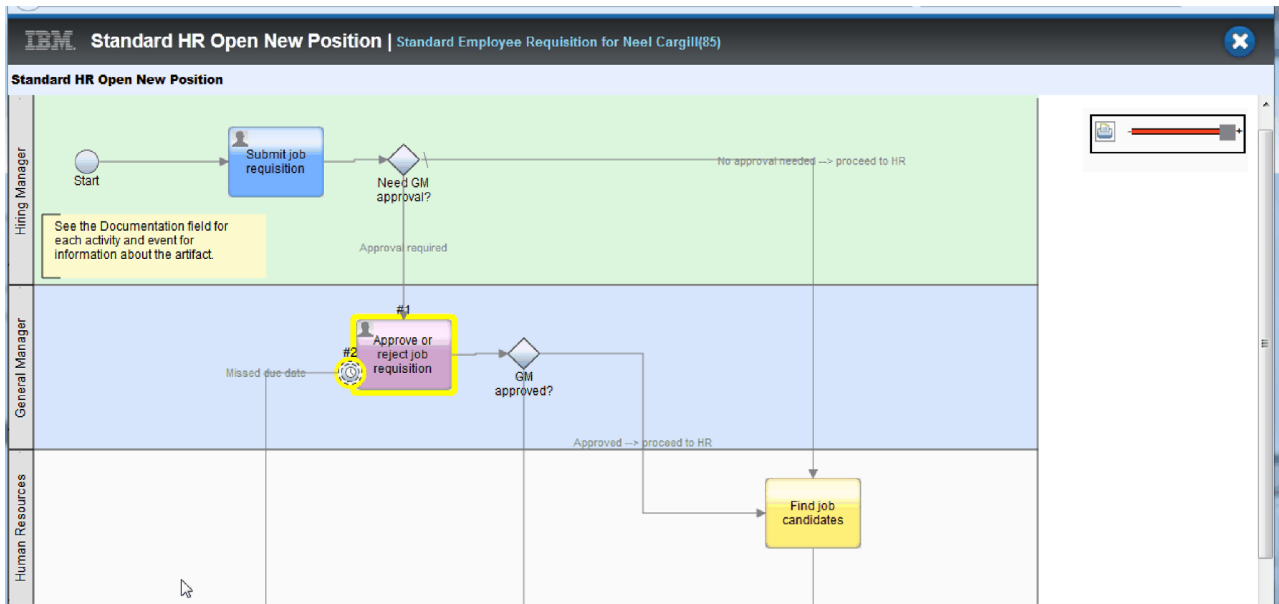 IBM Standard HR Open New Position | Standard Employee Requisition for Neel Cargill(85)
Standard HR Open New Position
Hiring Manager
Start
Submit job
requisition
Need GM
approval?
No approval needed --> proceed to HR
See the Documentation field for
each activity and event for
information about the artifact.
Approval required
General Manager
#1
Approve or
reject job
requisition
#2
Missed due date
GM
approved?
Approved --> proceed to HR
Human Resources
Find job
candidates